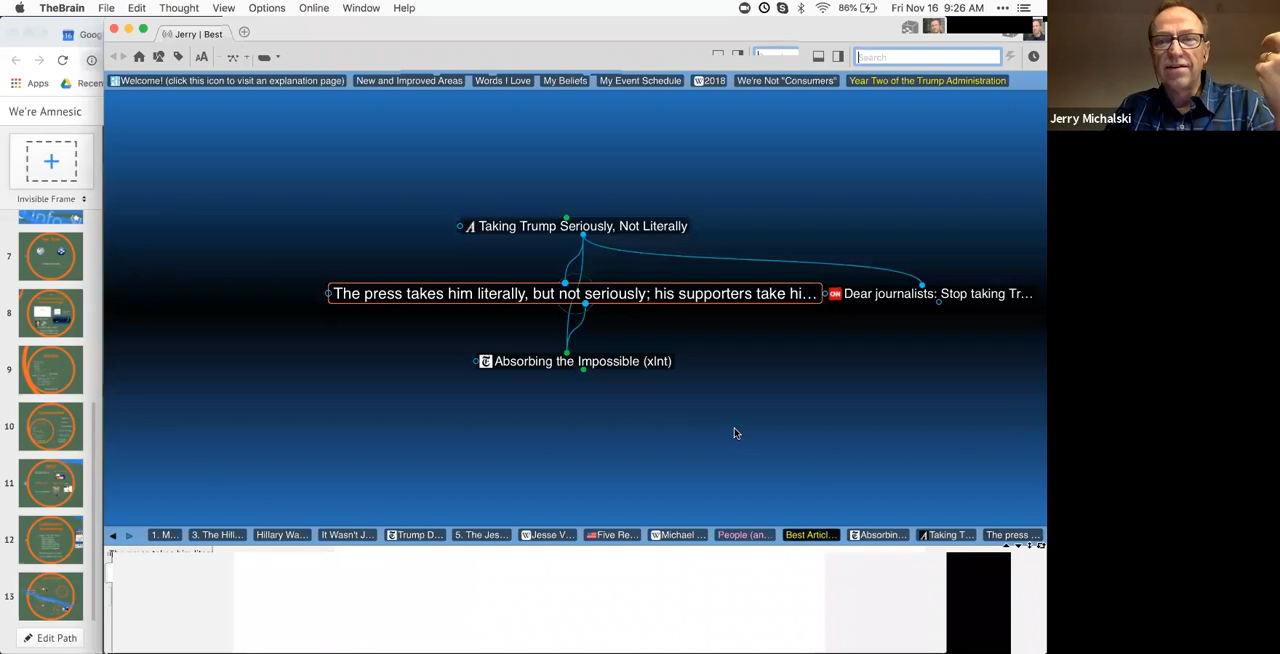 TheBrain File Edit Thought View Options Online Window Help 86% Fri Nov 16 9:26 AM
Goog
Jerry | Best
Search
Apps Recen
Welcome! (click this icon to visit an explanation page) New and Improved Areas Words I Love My Beliefs My Event Schedule 2018 We're Not "Consumers" Year Two of the Trump Administration
We're Amnesic
Jerry Michalski
Invisible Frame
Taking Trump Seriously, Not Literally
7
The press takes him literally, but not seriously; his supporters take hi...
Dear journalists: Stop taking Tr...
8
Absorbing the Impossible (xlnt)
9
10
11
12
1. M... 3. The Hill... Hillary Wa... It Wasn't J... Trump D... 5. The Jes... Jesse V... Five Re... Michael ... People (an... Best Articl... Absorbin... Taking T... The press ...
13
Edit Path